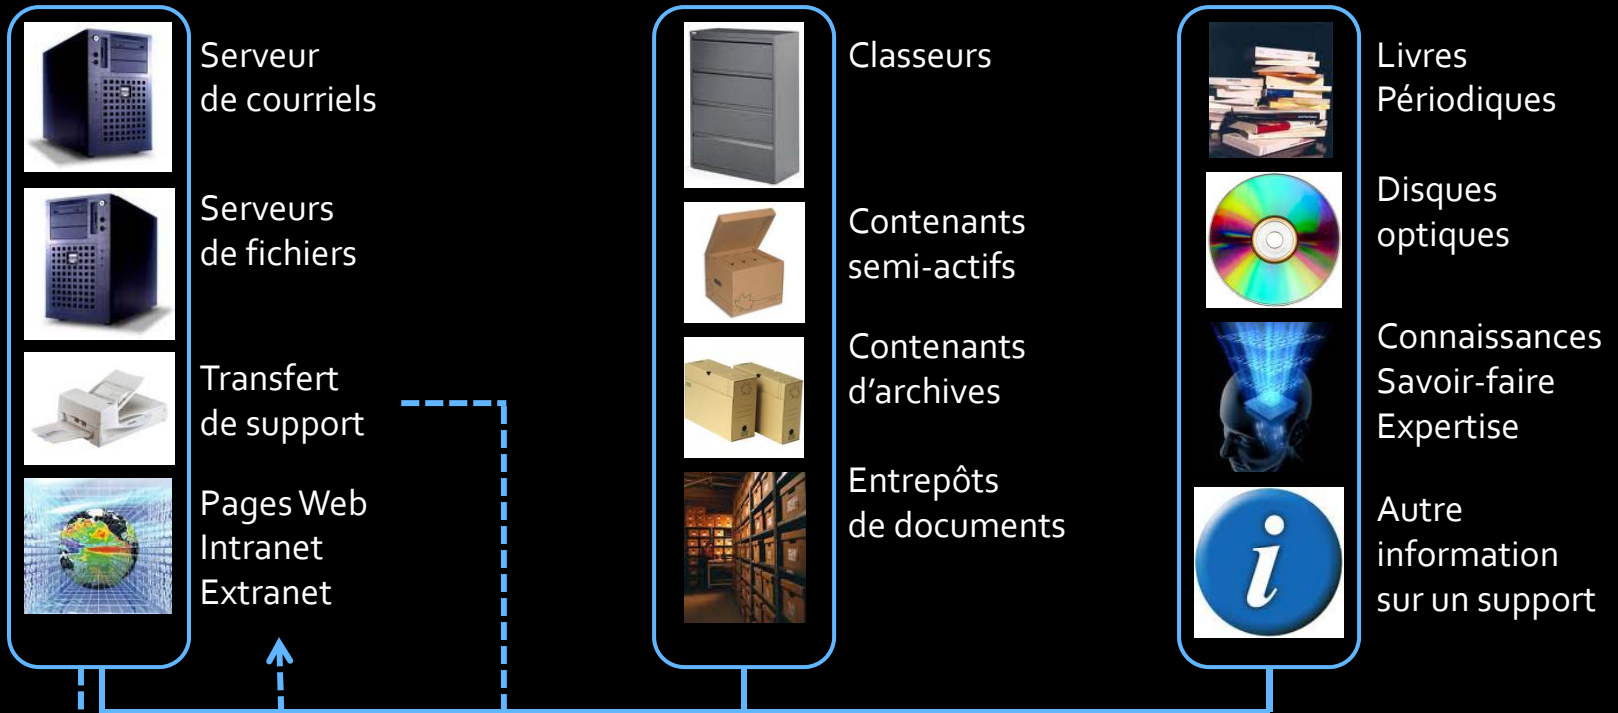 Serveur
de courriels
Serveurs
de fichiers
Transfert
de support
Pages Web
Intranet
Extranet
Classeurs
Contenants
semi-actifs
Contenants
d’archives
Entrepôts
de documents
Livres
Périodiques
Disques
optiques
Connaissances
Savoir-faire
Expertise
Autre
information
sur un support